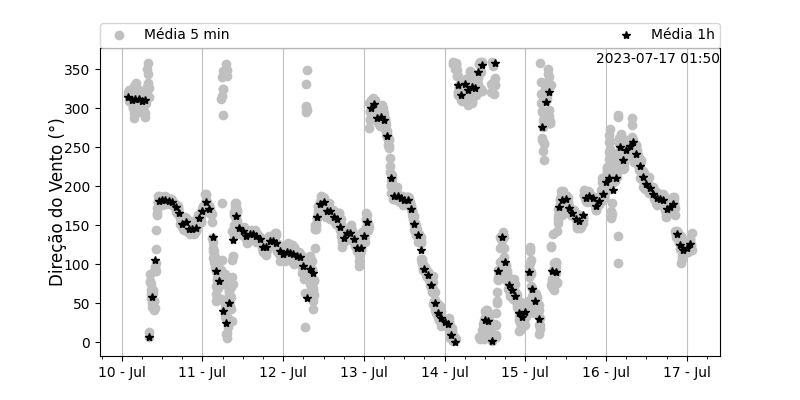 Média 5 min
Média 1h
2023-07-17 01:50
Direção do Vento (°)
350
300
250
200
150
100
50
0
10 - Jul
11 - Jul
12 - Jul
13 - Jul
14 - Jul
15 - Jul
16 - Jul
17 - Jul